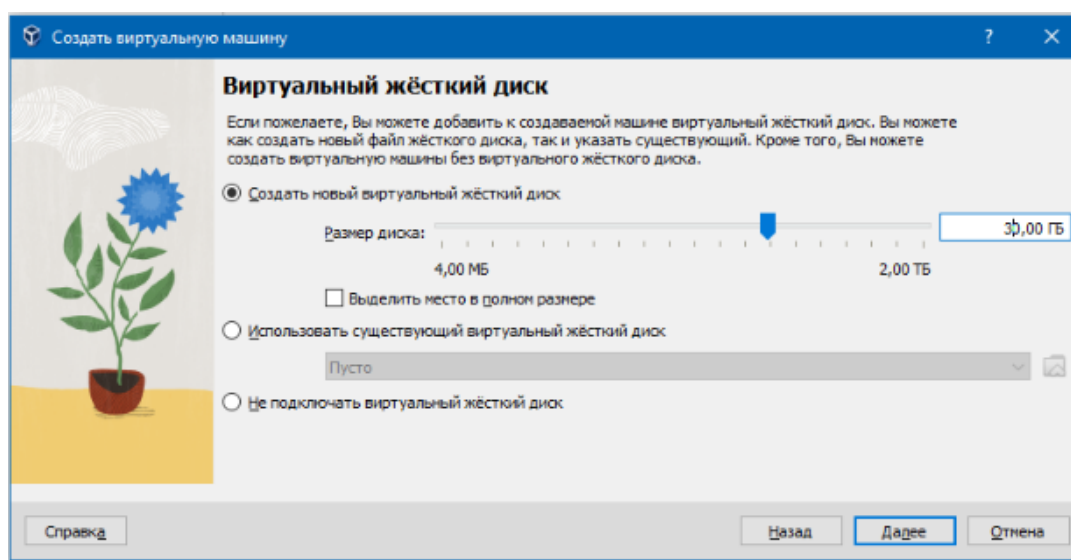 Создать виртуальную машину
?
Виртуальный жёсткий диск
Если пожелаете, Вы можете добавить к создаваемой машине виртуальный жёсткий диск. Вы можете
как создать новый файл жёсткого диска, так и указать существующий. Кроме того, Вы можете
создать виртуальную машины без виртуального жёсткого диска.
Создать новый виртуальный жёсткий диск
Размер диска:
30,00 ГБ
4,00 МБ
2,00 ТБ
Выделить место в полном размере
Использовать существующий виртуальный жёсткий диск
Пусто
Не подключать виртуальный жёсткий диск
Справка
Назад
Далее
Отмена